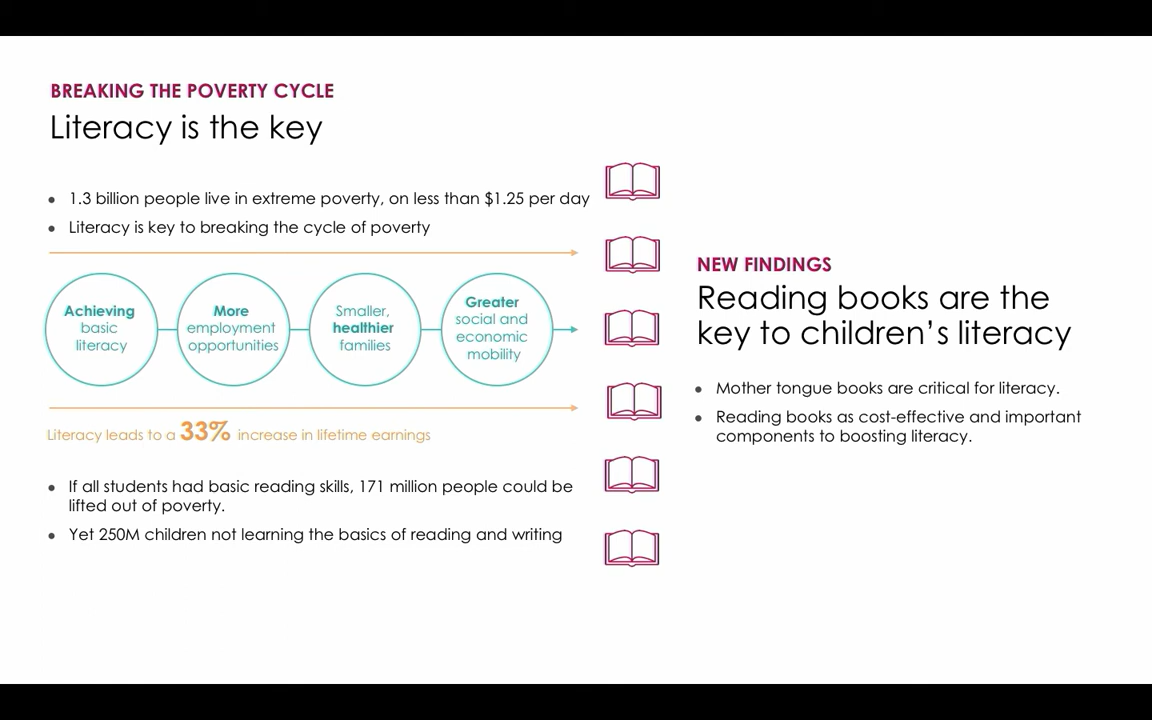 BREAKING THE POVERTY CYCLE
Literacy is the key
• 1.3 billion people live in extreme poverty, on less than $1.25 per day
• Literacy is key to breaking the cycle of poverty
Achieving
basic
literacy
More
employment
opportunities
Smaller,
healthier
families
Greater
social and
economic
mobility
Literacy leads to a 33% increase in lifetime earnings
• If all students had basic reading skills, 171 million people could be
lifted out of poverty.
• Yet 250M children not learning the basics of reading and writing
NEW FINDINGS
Reading books are the
key to children’s literacy
• Mother tongue books are critical for literacy.
• Reading books as cost-effective and important
components to boosting literacy.